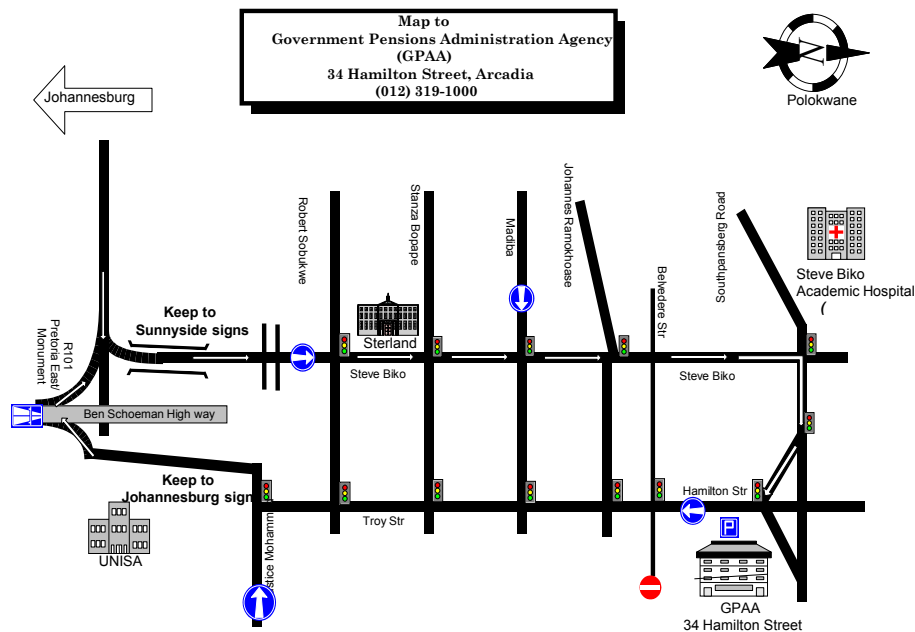 Map to
Government Pensions Administration Agency
(GPAA)
34 Hamilton Street, Arcadia
(012) 319-1000
N
Polokwane
Johannesburg
Robert Sobukwe
Stanza Bopape
Madiba
Johannes Ramokhoase
Belvedere Str
Southpansberg Road
Steve Biko
Academic Hospital
(
Keep to
Sunnyside signs
Sterland
Steve Biko
Steve Biko
R101
Pretoria East/
Monument
Ben Schoeman High way
Keep to
Johannesburg sign
Hamilton Str
Troy Str
UNISA
stice Mohamm
P
GPAA
34 Hamilton Street